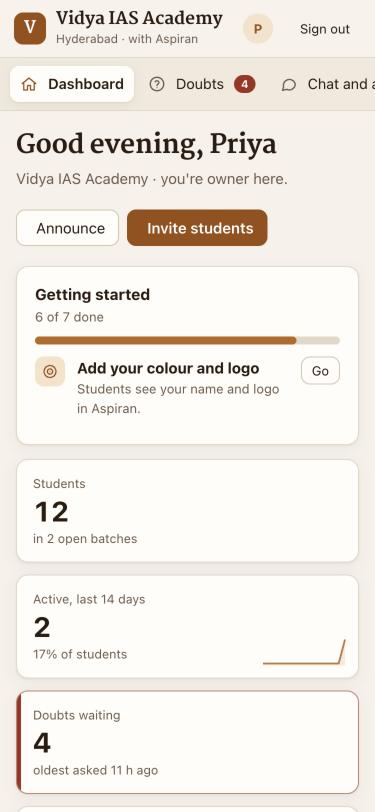 V
Vidya IAS Academy
Hyderabad · with Aspiran
P
Sign out
Dashboard
Doubts 4
Chat and a
Good evening, Priya
Vidya IAS Academy · you're owner here.
Announce
Invite students
Getting started
6 of 7 done
Add your colour and logo
Go
Students see your name and logo
in Aspiran.
Students
12
in 2 open batches
Active, last 14 days
2
17% of students
Doubts waiting
4
oldest asked 11 h ago